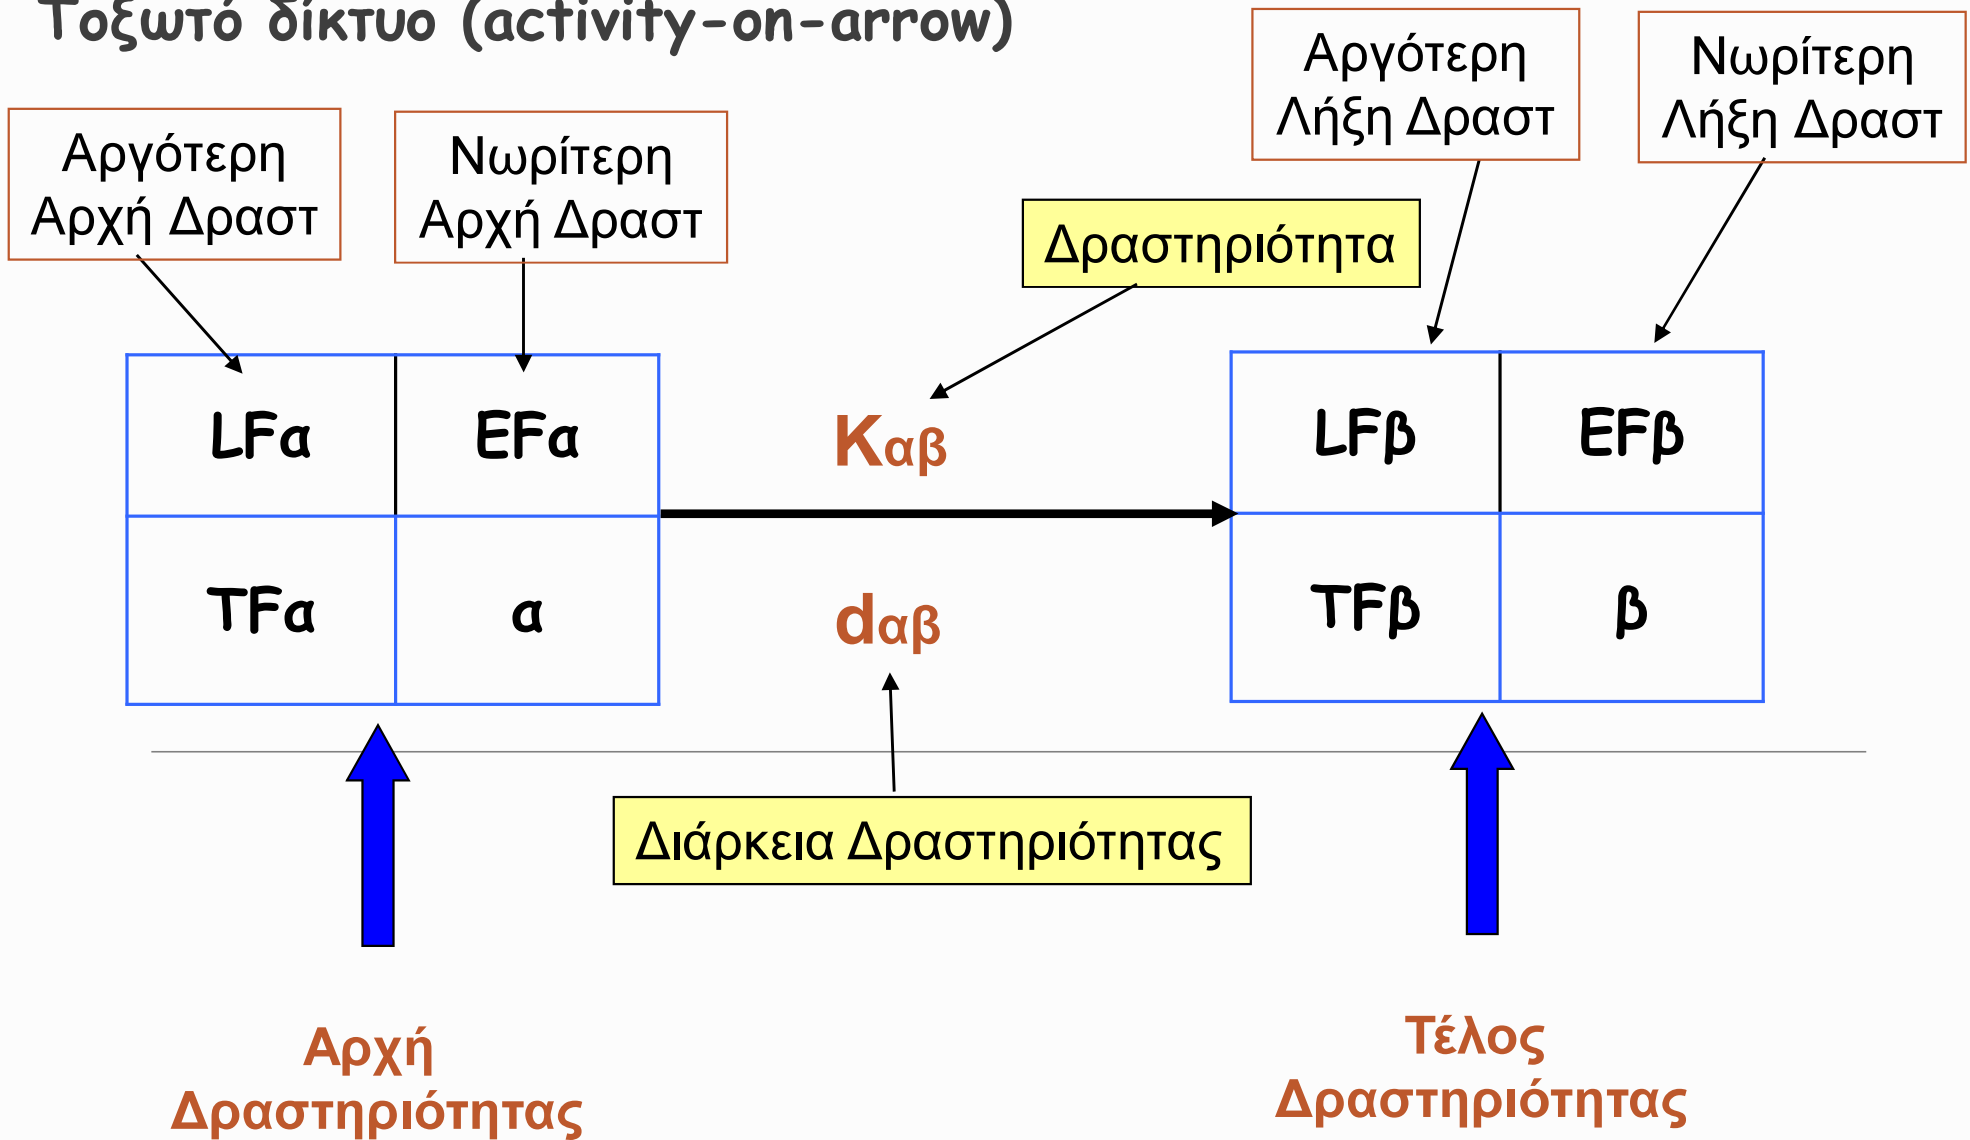 Τοξωτό δίκτυο (activity-on-arrow)
Αργότερη
Αρχή Δραστ
Νωρίτερη
Αρχή Δραστ
Δραστηριότητα
Αργότερη
Λήξη Δραστ
Νωρίτερη
Λήξη Δραστ
LFα
EFα
TFα
α
Kαβ
dαβ
LFβ
EFβ
TFβ
β
Διάρκεια Δραστηριότητας
Αρχή
Δραστηριότητας
Τέλος
Δραστηριότητας